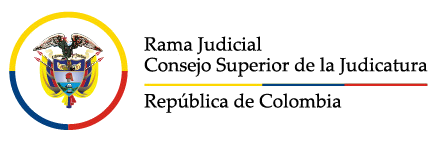 Rama Judicial
Consejo Superior de la Judicatura
República de Colombia